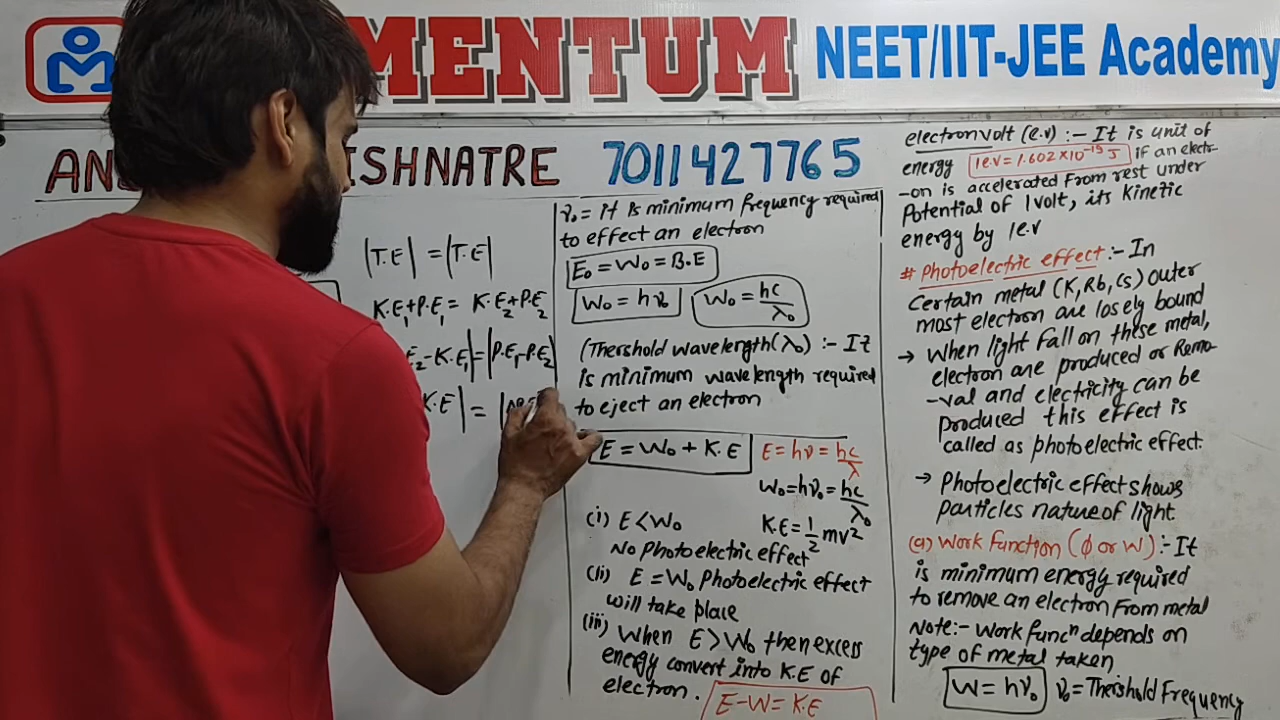 MENTUM NEET/IIT-JEE Academy
ISHNATRE 7011427765
|T.E| = |T.E|
K.E₁+P.E₁ = K.E₂+P.E₂
E₂-K.E₁|=|P.E₁-P.E₂|
K.E| = |
ν₀ = it is minimum frequency required
to effect an electron
E₀ = W₀ = B.E
W₀ = hν₀
W₀ = hc/λ₀
(Thershold wavelength(λ₀) :- It
is minimum wavelength required
to eject an electron
E = W₀ + K.E
E = hν = hc/λ
W₀=hν₀=hc/λ₀
K.E = 1/2 mv²
(i) E<W₀
No Photoelectric effect
(ii) E = W₀ Photoelectric effect
will take place
(iii) When E>W₀ then excess
energy convert into K.E of
electron.
E-W = K.E
electronvolt (e.v) :- It is unit of
energy 1e.v = 1.602×10⁻¹⁹ J if an electr-
-on is accelerated From rest under
Potential of 1 volt, its Kinetic
energy by 1e.v
# Photoelectric effect :- In
Certain metal (K, Rb, Cs) Outer
most electron are losely bound
→ When light fall on these metal,
electron are produced or Remo-
-val and electricity can be
Produced this effect is
called as photoelectric effect.
→ Photoelectric effect shows
particles nature of light
(a) Work function (ϕ or W) :- It
is minimum energy required
to remove an electron From metal
Note:- Work funcⁿ depends on
type of metal taken
W = hν₀ ν₀ = Thershold Frequency